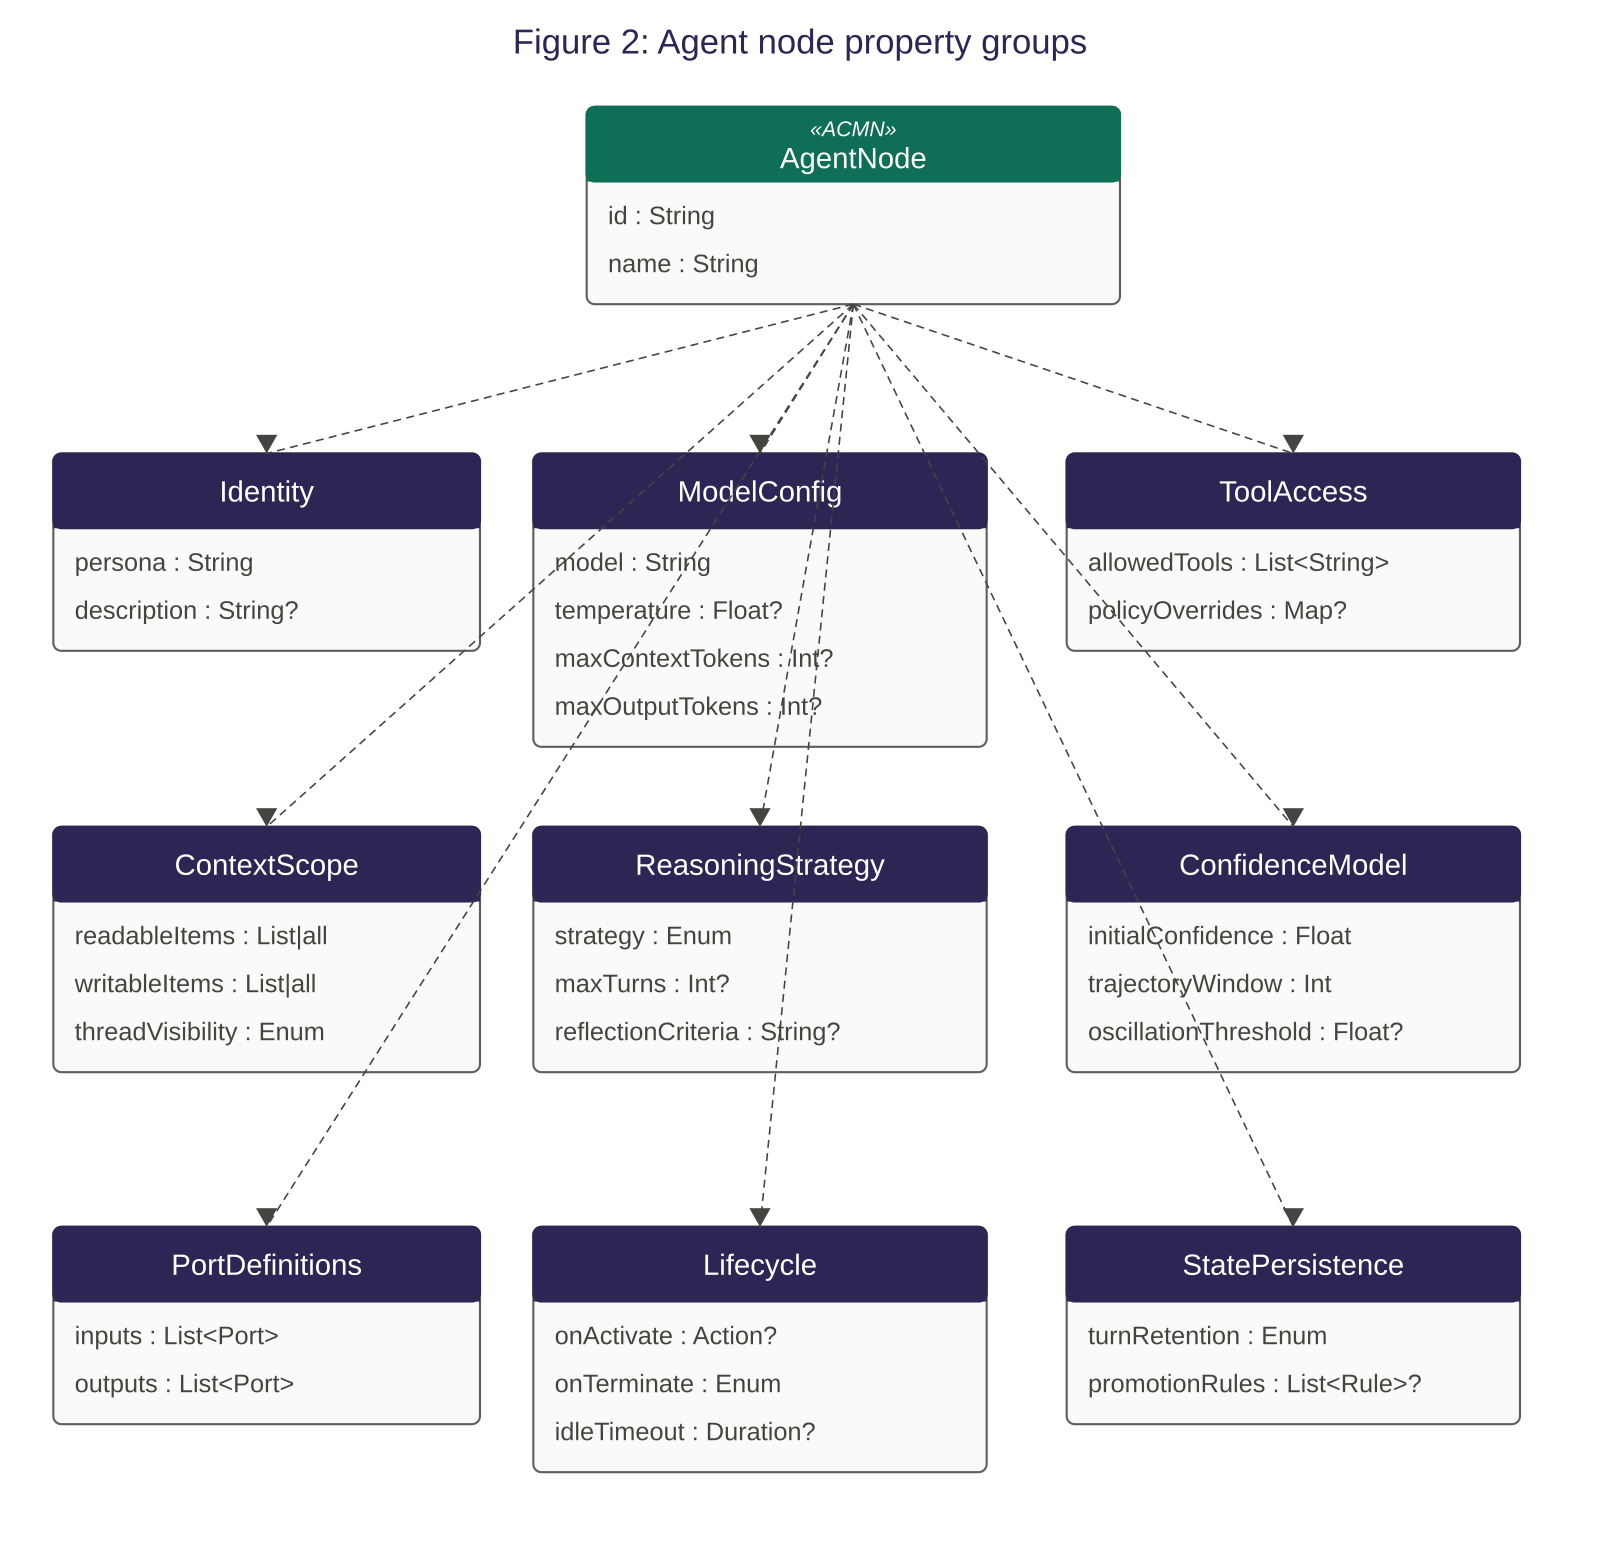 Figure 2: Agent node property groups
«ACMN»
AgentNode
id : String
name : String
Identity
persona : String
description : String?
ModelConfig
model : String
temperature : Float?
maxContextTokens : Int?
maxOutputTokens : Int?
ToolAccess
allowedTools : List<String>
policyOverrides : Map?
ContextScope
readableItems : List|all
writableItems : List|all
threadVisibility : Enum
ReasoningStrategy
strategy : Enum
maxTurns : Int?
reflectionCriteria : String?
ConfidenceModel
initialConfidence : Float
trajectoryWindow : Int
oscillationThreshold : Float?
PortDefinitions
inputs : List<Port>
outputs : List<Port>
Lifecycle
onActivate : Action?
onTerminate : Enum
idleTimeout : Duration?
StatePersistence
turnRetention : Enum
promotionRules : List<Rule>?